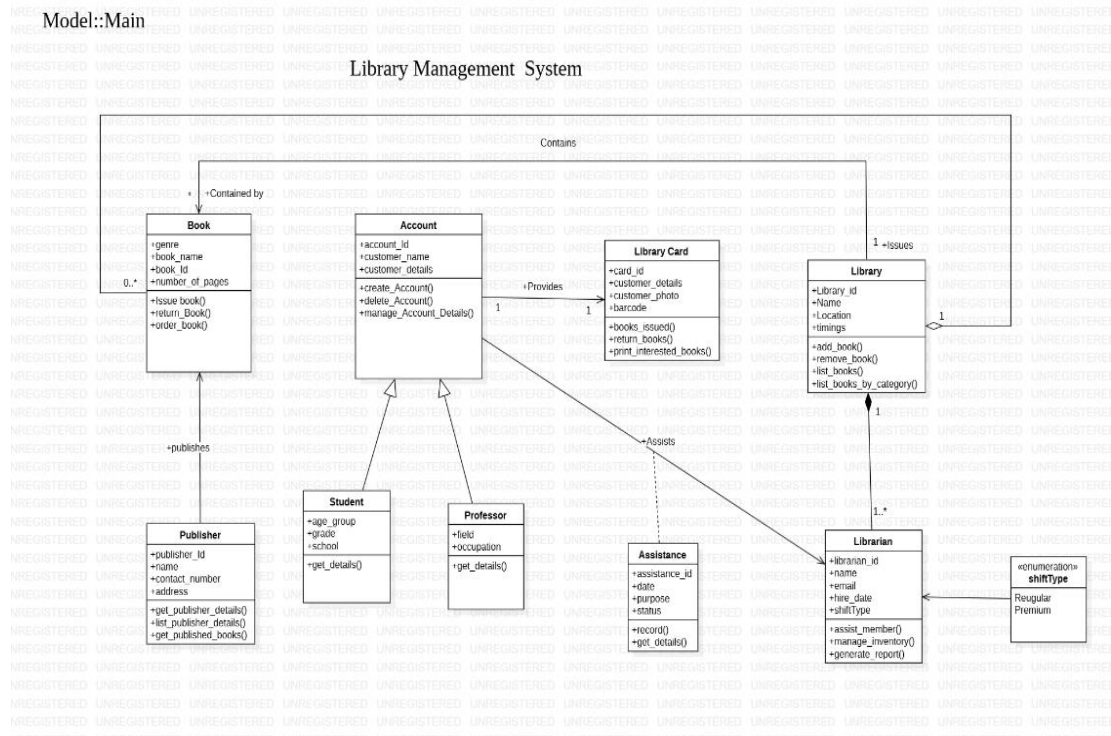 Model::Main
Library Management System
Contains
*
+Contained by
Book
+genre
+book_name
+book_Id
+number_of_pages
+Issue book()
+return_Book()
+order_book()
0..*
Account
+account_Id
+customer_name
+customer_details
+create_Account()
+delete_Account()
+manage_Account_Details()
+Provides
1
1
Library Card
+card_id
+customer_details
+customer_photo
+barcode
+books_issued()
+return_books()
+print_interested_books()
1
+Issues
Library
+Library_id
+Name
+Location
+timings
+add_book()
+remove_book()
+list_books()
+list_books_by_category()
1
1
+publishes
+Assists
1..*
Publisher
+publisher_Id
+name
+contact_number
+address
+get_publisher_details()
+list_publisher_details()
+get_published_books()
Student
+age_group
+grade
+school
+get_details()
Professor
+field
+occupation
+get_details()
Assistance
+assistance_id
+date
+purpose
+status
+record()
+get_details()
Librarian
+librarian_id
+name
+email
+hire_date
+shiftType
+assist_member()
+manage_inventory()
+generate_report()
«enumeration»
shiftType
Reugular
Premium
UNREGISTERED